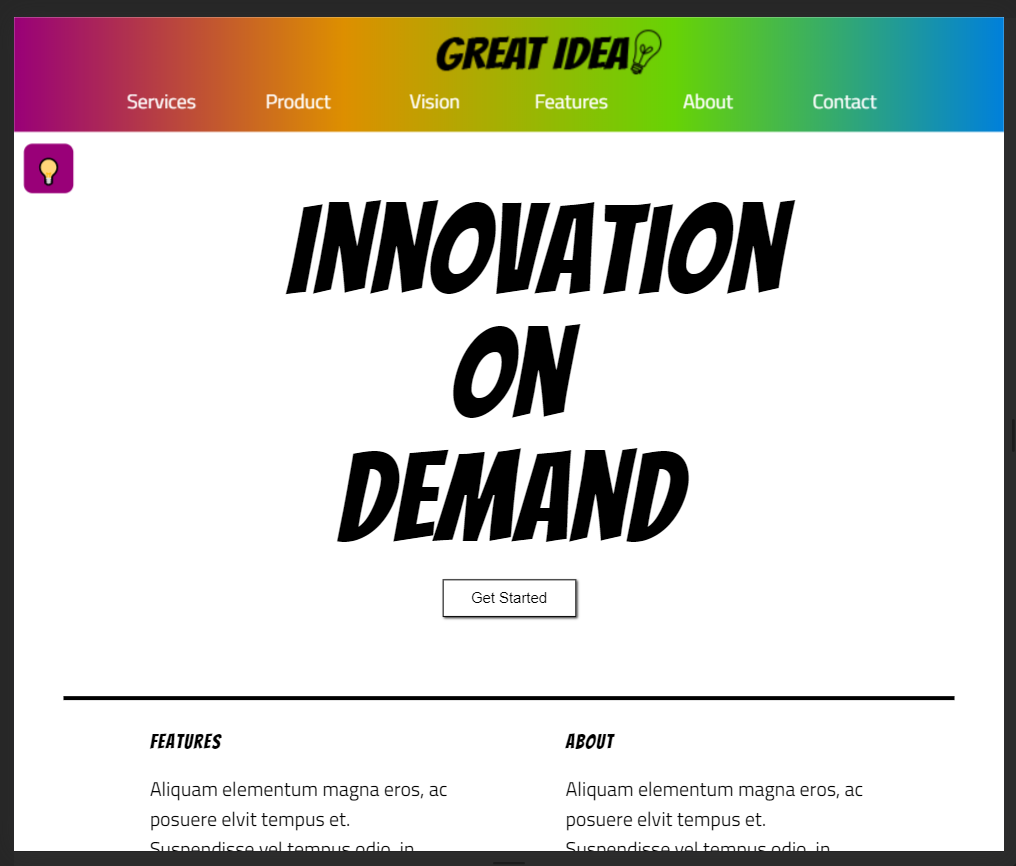 GREAT IDEA
Services Product Vision Features About Contact
INNOVATION
ON
DEMAND
Get Started
FEATURES
Aliquam elementum magna eros, ac
posuere elvit tempus et.
Suspendisse vel tempus odio, in
ABOUT
Aliquam elementum magna eros, ac
posuere elvit tempus et.
Suspendisse vel tempus odio, in